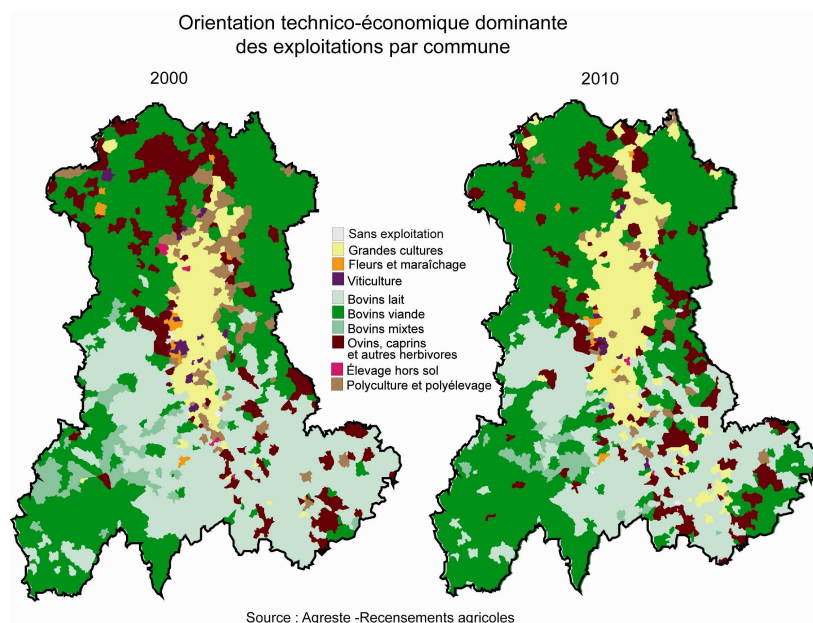 Orientation technico-économique dominante
des exploitations par commune
2000
2010
Sans exploitation
Grandes cultures
Fleurs et maraîchage
Viticulture
Bovins lait
Bovins viande
Bovins mixtes
Ovins, caprins
et autres herbivores
Élevage hors sol
Polyculture et polyélevage
Source : Agreste -Recensements agricoles